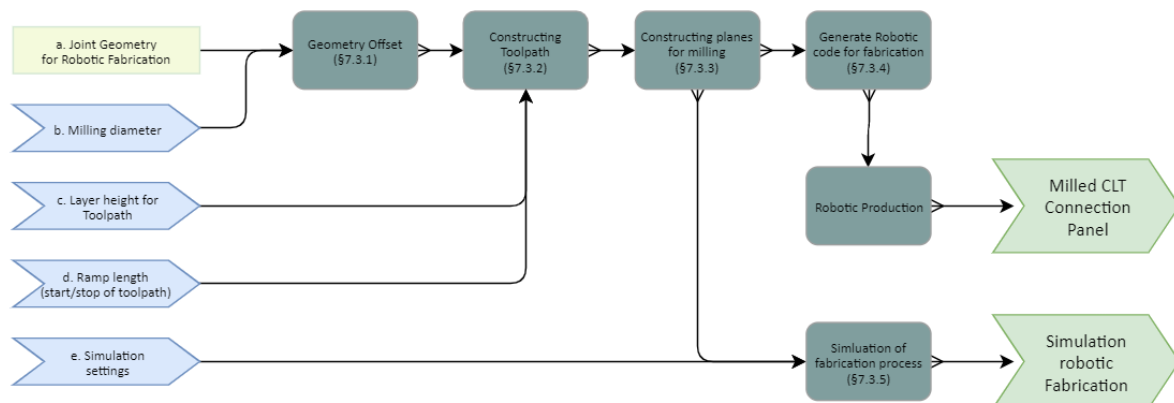 a. Joint Geometry
for Robotic Fabrication
Geometry Offset
(§7.3.1)
Constructing
Toolpath
(§7.3.2)
Constructing planes
for milling
(§7.3.3)
Generate Robotic
code for fabrication
(§7.3.4)
b. Milling diameter
c. Layer height for
Toolpath
Robotic Production
Milled CLT
Connection
Panel
d. Ramp length
(start/stop of toolpath)
e. Simulation
settings
Simluation of
fabrication process
(§7.3.5)
Simulation
robotic
Fabrication